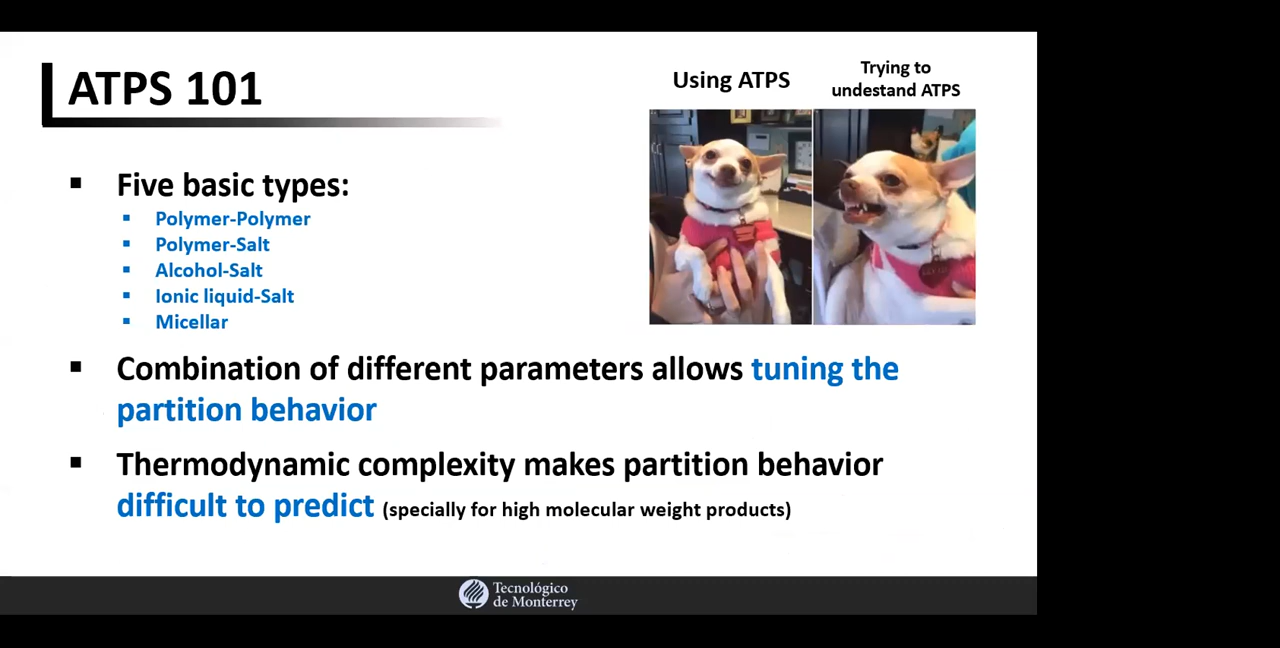 ATPS 101
Using ATPS
Trying to
undestand ATPS
Five basic types:
Polymer-Polymer
Polymer-Salt
Alcohol-Salt
Ionic liquid-Salt
Micellar
Combination of different parameters allows tuning the
partition behavior
Thermodynamic complexity makes partition behavior
difficult to predict (specially for high molecular weight products)
Tecnológico
de Monterrey